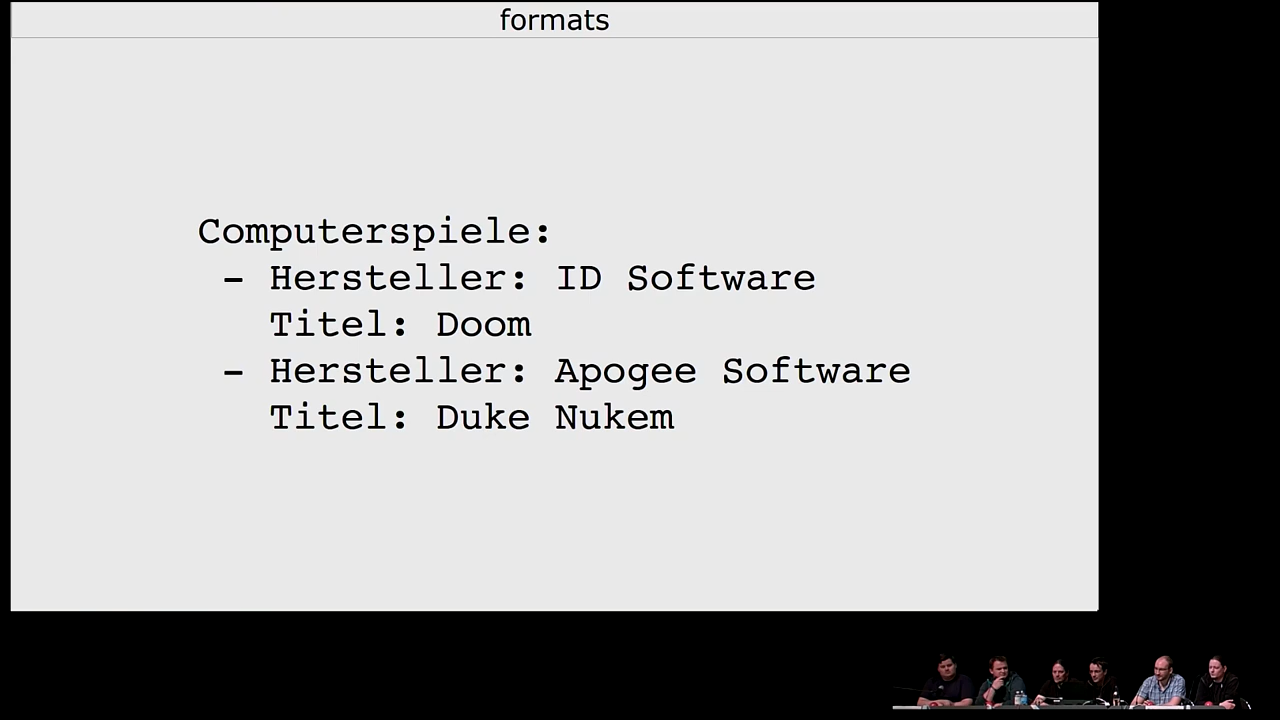 formats
Computerspiele:
- Hersteller: ID Software
Titel: Doom
- Hersteller: Apogee Software
Titel: Duke Nukem